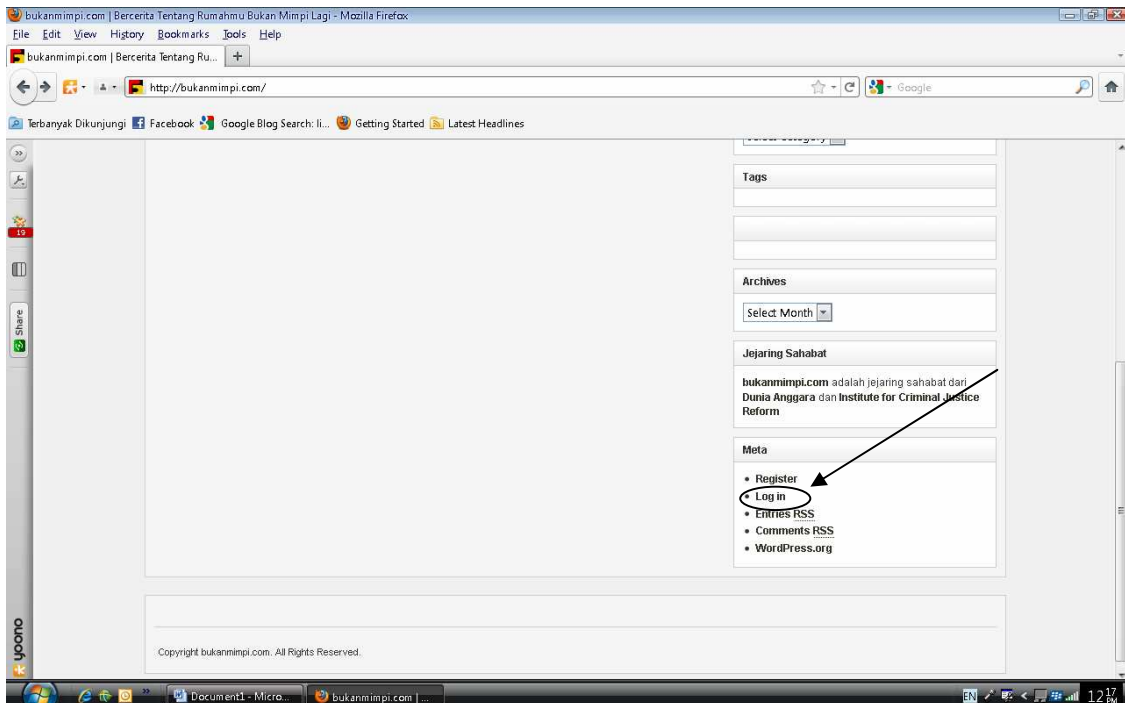 bukanmimpi.com | Bercerita Tentang Rumahmu Bukan Mimpi Lagi - Mozilla Firefox
File Edit View History Bookmarks Tools Help
bukanmimpi.com | Bercerita Tentang Ru... +
http://bukanmimpi.com/ Google
Terbanyak Dikunjungi Facebook Google Blog Search: li... Getting Started Latest Headlines
Tags
19
Archives
Select Month
Share
Jejaring Sahabat
bukanmimpi.com adalah jejaring sahabat dari
Dunia Anggara dan Institute for Criminal Justice
Reform
Meta
• Register
• Log in
• Entries RSS
• Comments RSS
• WordPress.org
yoono
Copyright bukanmimpi.com. All Rights Reserved.
Document1 - Micro... bukanmimpi.com | ... EN 12:17 PM